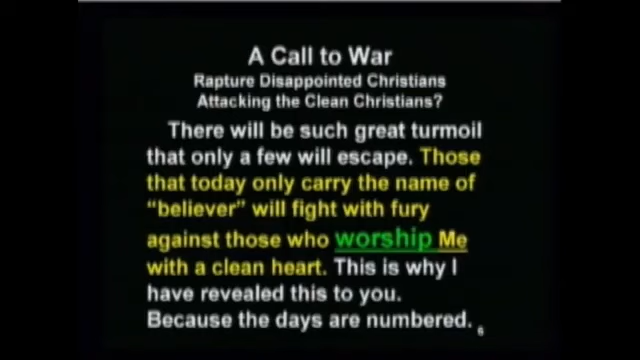 A Call to War
Rapture Disappointed Christians
Attacking the Clean Christians?
There will be such great turmoil
that only a few will escape. Those
that today only carry the name of
"believer" will fight with fury
against those who worship Me
with a clean heart. This is why I
have revealed this to you.
Because the days are numbered.
6